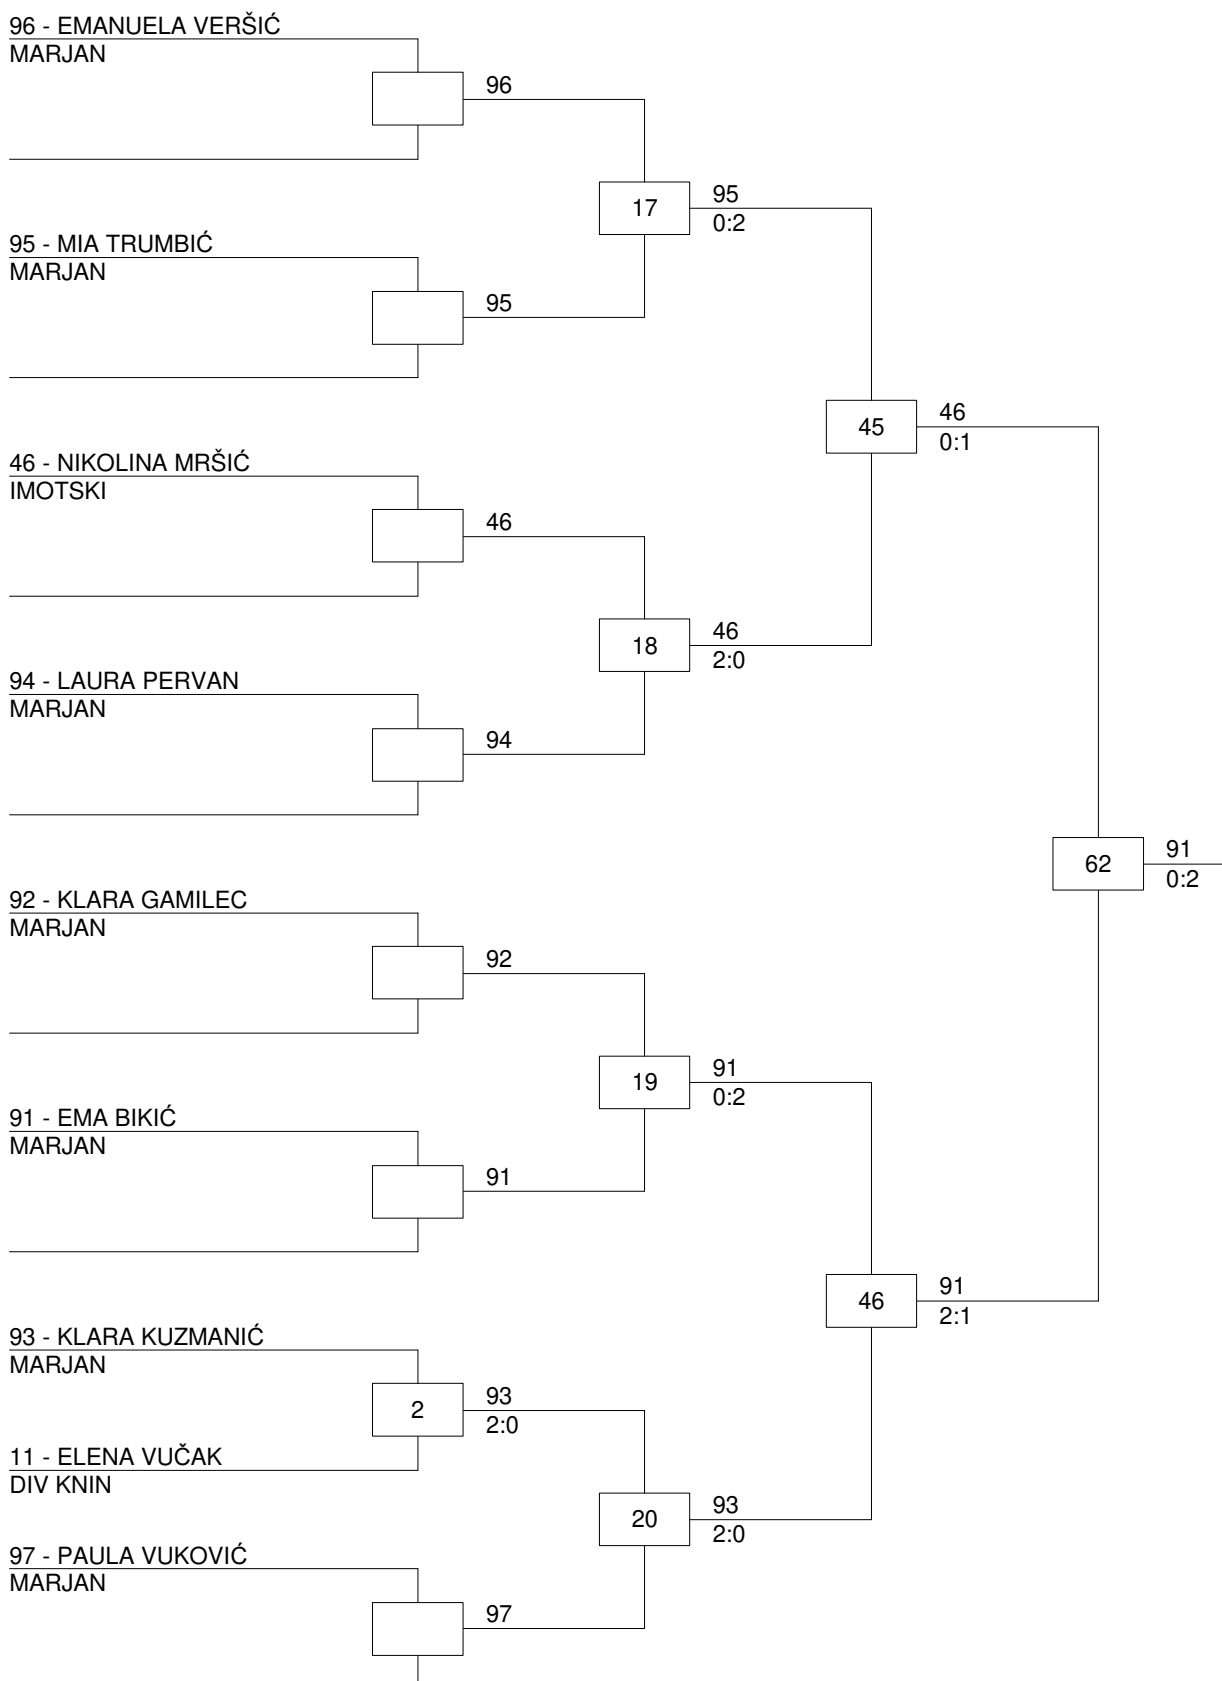 96 - EMANUELA VERŠIĆ
MARJAN
96
17
95
0:2
95 - MIA TRUMBIĆ
MARJAN
95
45
46
0:1
46 - NIKOLINA MRŠIĆ
IMOTSKI
46
18
46
2:0
94 - LAURA PERVAN
MARJAN
94
62
91
0:2
92 - KLARA GAMILEC
MARJAN
92
19
91
0:2
91 - EMA BIKIĆ
MARJAN
91
46
91
2:1
93 - KLARA KUZMANIĆ
MARJAN
2
93
2:0
11 - ELENA VUČAK
DIV KNIN
20
93
2:0
97 - PAULA VUKOVIĆ
MARJAN
97